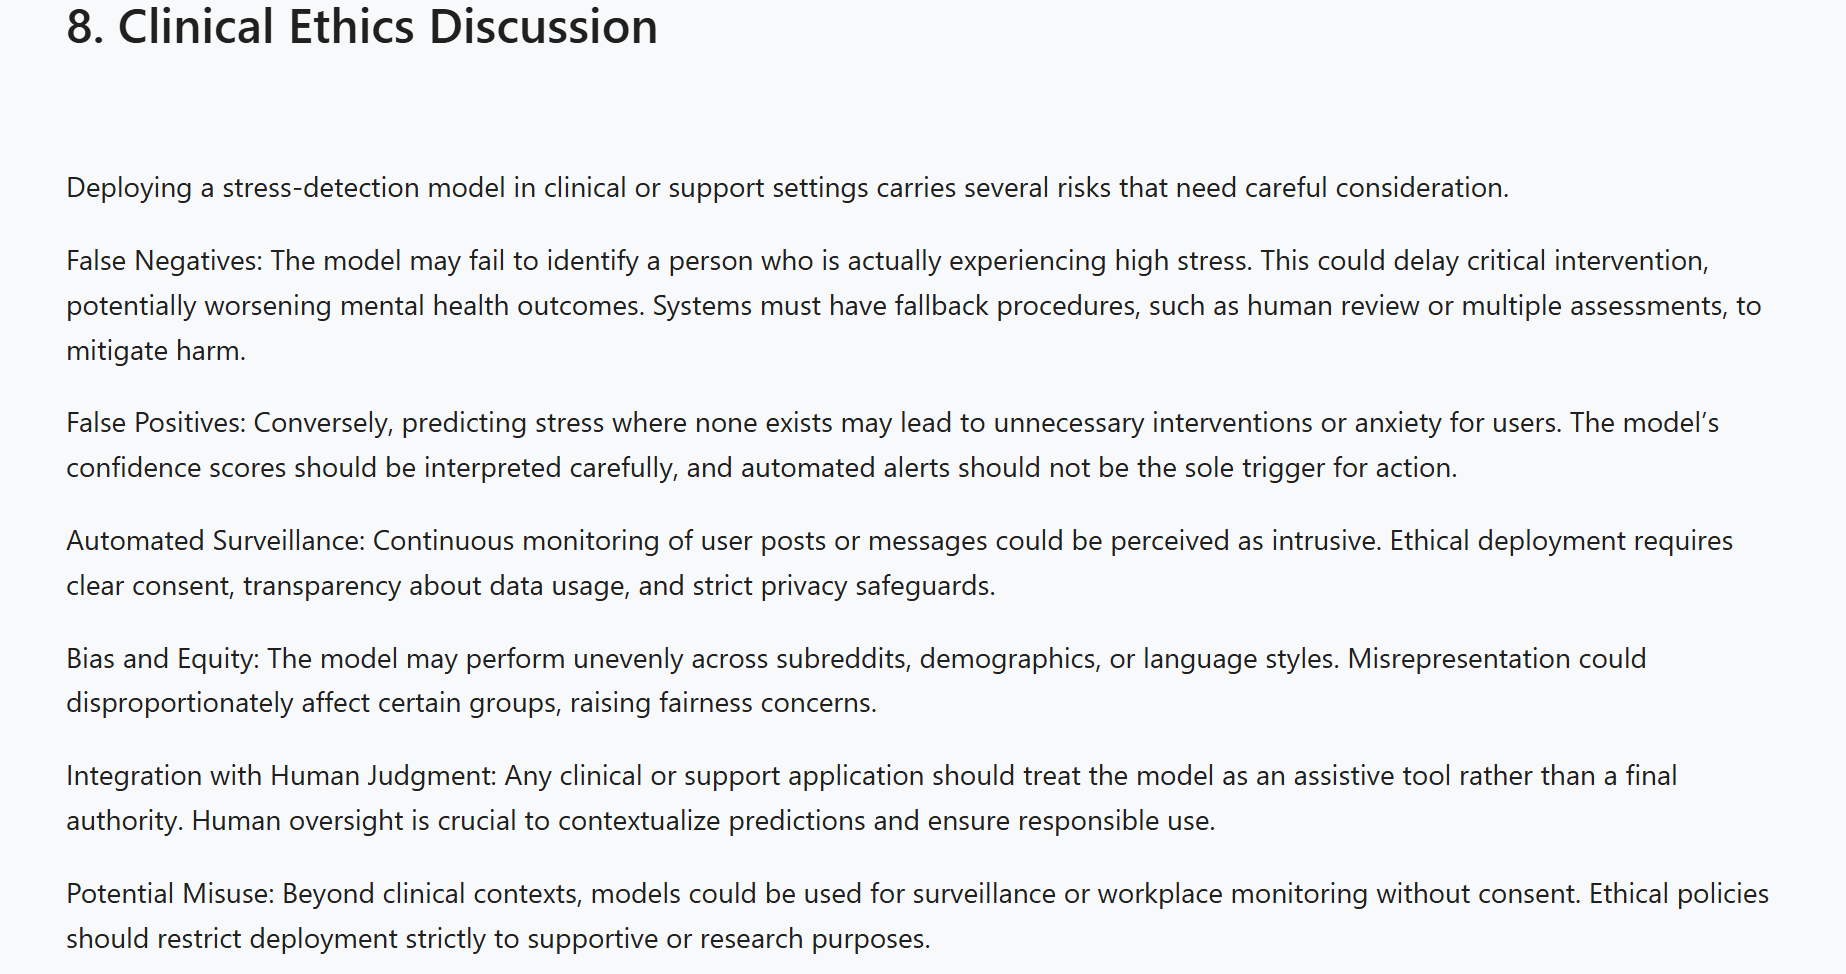 8. Clinical Ethics Discussion
Deploying a stress-detection model in clinical or support settings carries several risks that need careful consideration.
False Negatives: The model may fail to identify a person who is actually experiencing high stress. This could delay critical intervention,
potentially worsening mental health outcomes. Systems must have fallback procedures, such as human review or multiple assessments, to
mitigate harm.
False Positives: Conversely, predicting stress where none exists may lead to unnecessary interventions or anxiety for users. The model’s
confidence scores should be interpreted carefully, and automated alerts should not be the sole trigger for action.
Automated Surveillance: Continuous monitoring of user posts or messages could be perceived as intrusive. Ethical deployment requires
clear consent, transparency about data usage, and strict privacy safeguards.
Bias and Equity: The model may perform unevenly across subreddits, demographics, or language styles. Misrepresentation could
disproportionately affect certain groups, raising fairness concerns.
Integration with Human Judgment: Any clinical or support application should treat the model as an assistive tool rather than a final
authority. Human oversight is crucial to contextualize predictions and ensure responsible use.
Potential Misuse: Beyond clinical contexts, models could be used for surveillance or workplace monitoring without consent. Ethical policies
should restrict deployment strictly to supportive or research purposes.